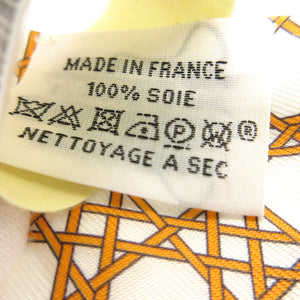 MADE IN FRANCE
100% SOIE
®
NETTOYAGE A SEC